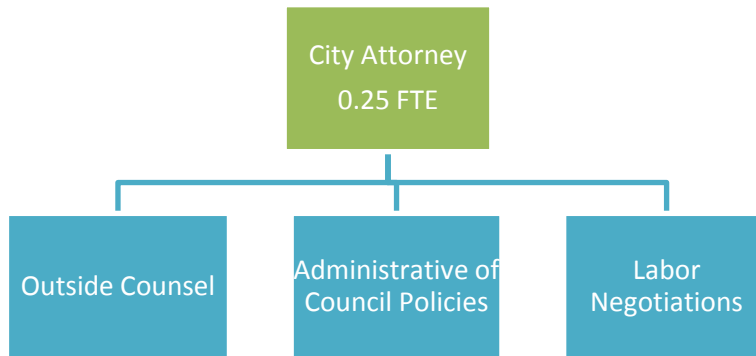 City Attorney
0.25 FTE
Outside Counsel
Administrative of
Council Policies
Labor
Negotiations